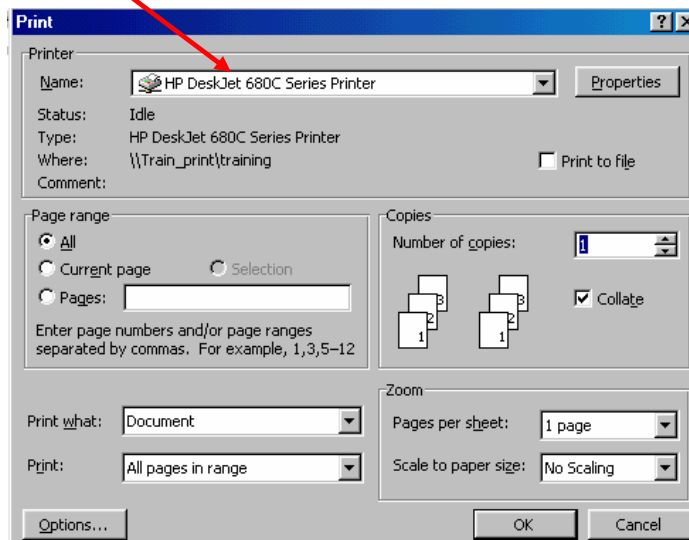 Print
Printer
Name: HP DeskJet 680C Series Printer Properties
Status: Idle
Type: HP DeskJet 680C Series Printer
Where: \\Train_print\training Print to file
Comment:
Page range
All
Current page Selection
Pages:
Enter page numbers and/or page ranges
separated by commas. For example, 1,3,5–12
Copies
Number of copies: 1
1 2 3 1 2 3
Collate
Print what: Document
Print: All pages in range
Zoom
Pages per sheet: 1 page
Scale to paper size: No Scaling
Options... OK Cancel